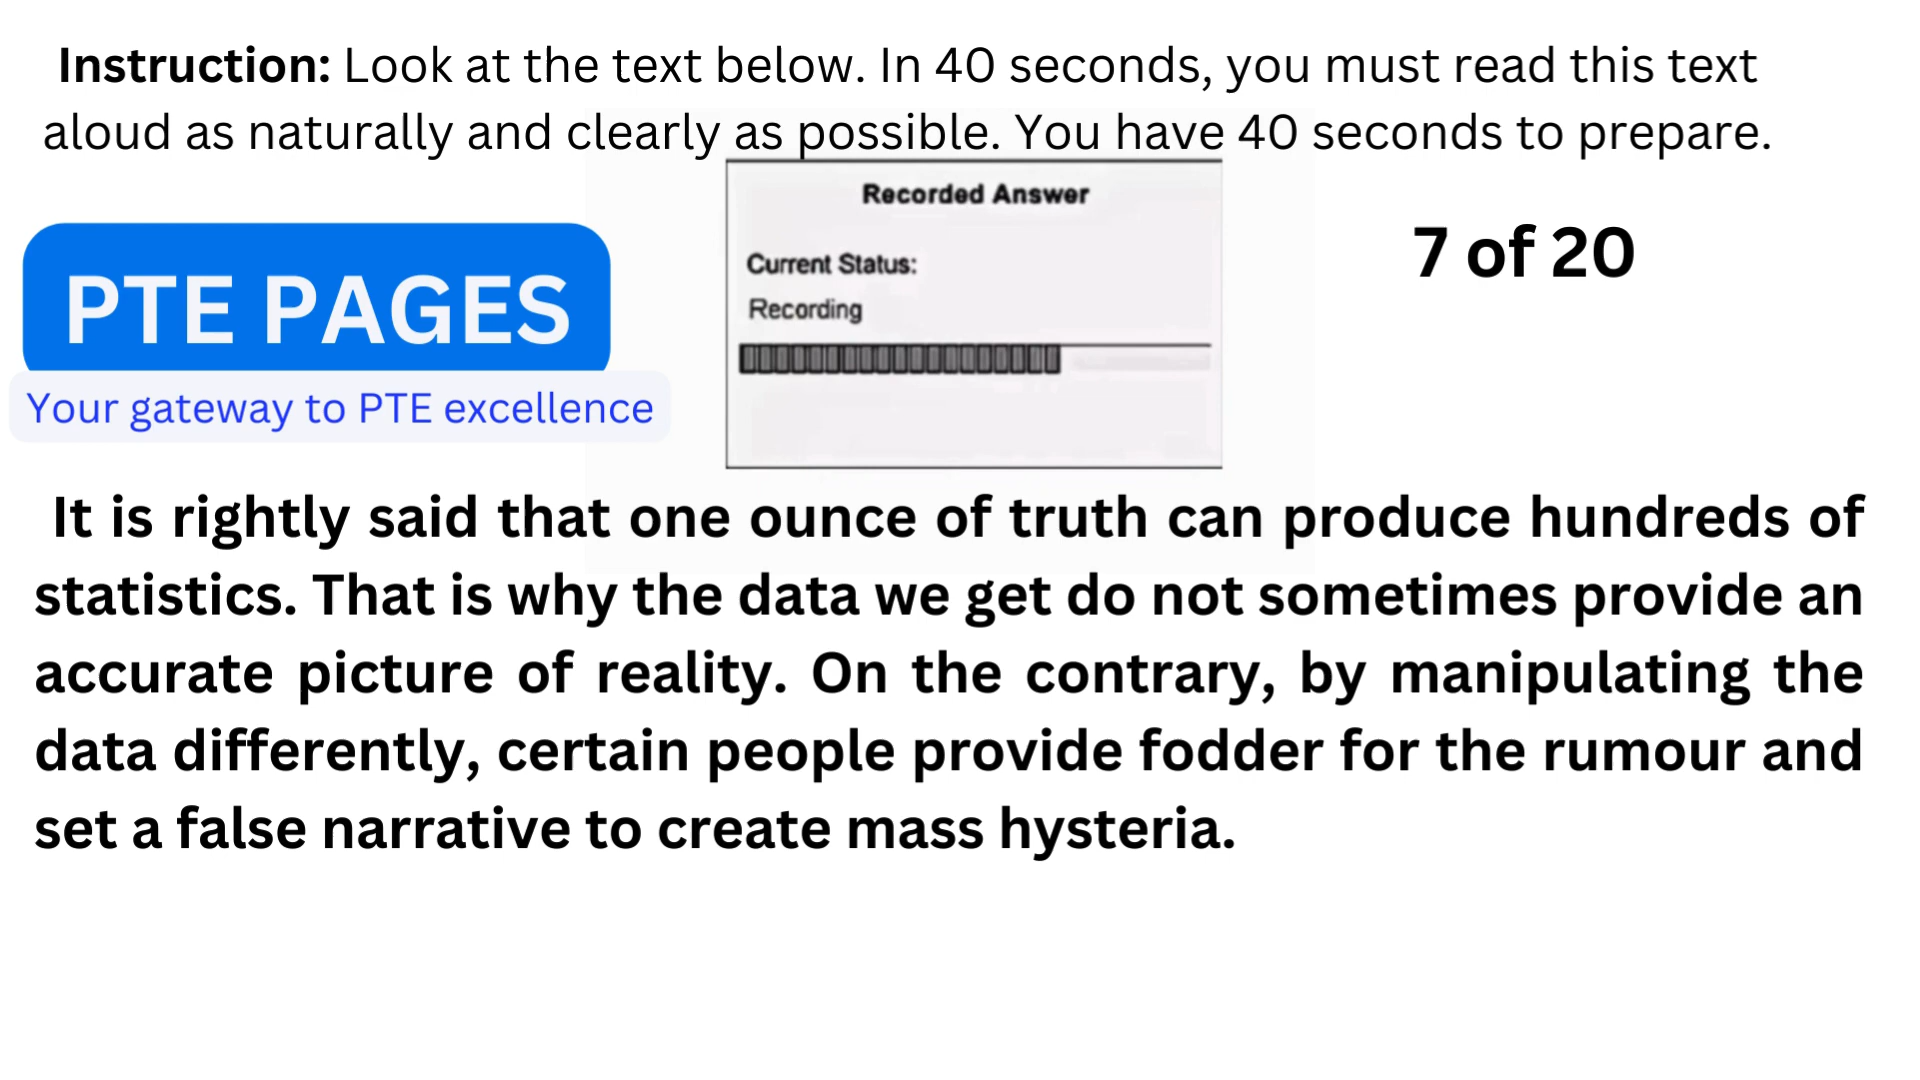 Instruction: Look at the text below. In 40 seconds, you must read this text
aloud as naturally and clearly as possible. You have 40 seconds to prepare.
Recorded Answer
Current Status:
Recording
7 of 20
PTE PAGES
Your gateway to PTE excellence
It is rightly said that one ounce of truth can produce hundreds of
statistics. That is why the data we get do not sometimes provide an
accurate picture of reality. On the contrary, by manipulating the
data differently, certain people provide fodder for the rumour and
set a false narrative to create mass hysteria.